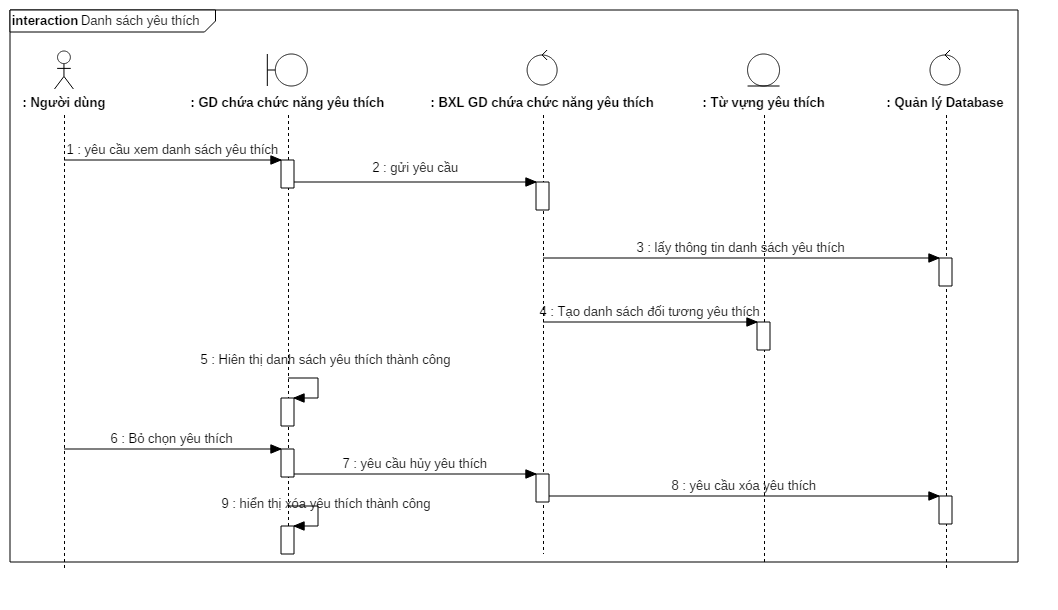 interaction Danh sách yêu thích
: Người dùng
: GD chứa chức năng yêu thích
: BXL GD chứa chức năng yêu thích
: Từ vựng yêu thích
: Quản lý Database
1 : yêu cầu xem danh sách yêu thích
2 : gửi yêu cầu
3 : lấy thông tin danh sách yêu thích
4 : Tạo danh sách đối tương yêu thích
5 : Hiên thị danh sách yêu thích thành công
6 : Bỏ chọn yêu thích
7 : yêu cầu hủy yêu thích
8 : yêu cầu xóa yêu thích
9 : hiển thị xóa yêu thích thành công